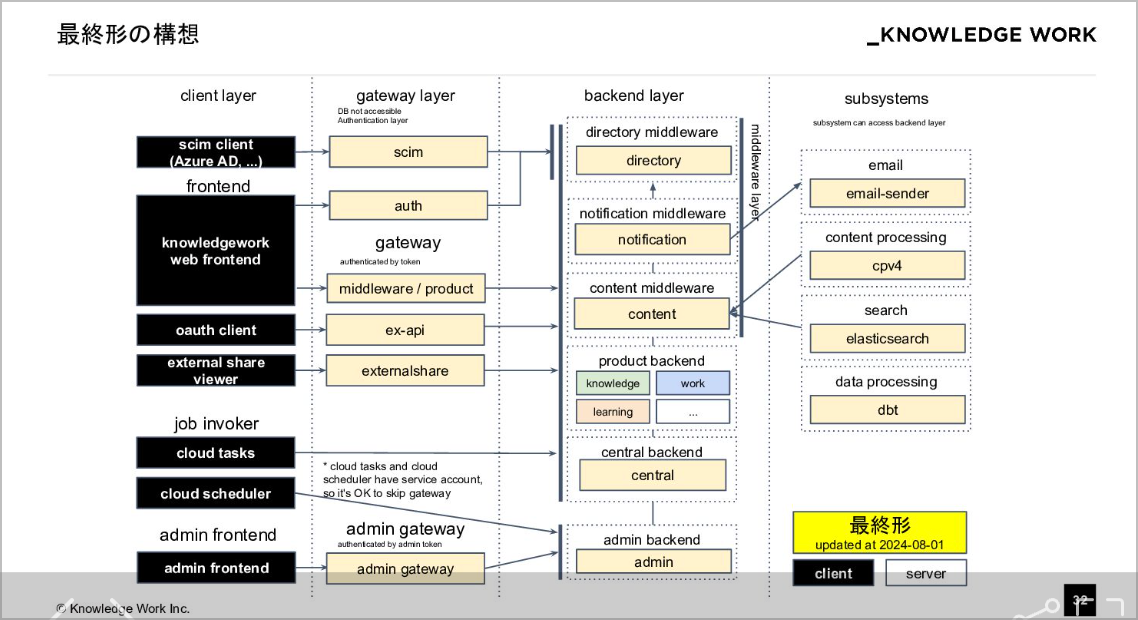 最終形の構想
_KNOWLEDGE WORK
client layer
gateway layer
DB not accessible
Authentication layer
backend layer
subsystems
subsystem can access backend layer
scim client
(Azure AD, ...)
frontend
knowledgework
web frontend
oauth client
external share
viewer
job invoker
cloud tasks
cloud scheduler
admin frontend
admin frontend
scim
auth
gateway
authenticated by token
middleware / product
ex-api
externalshare
* cloud tasks and cloud
scheduler have service account,
so it's OK to skip gateway
admin gateway
authenticated by admin token
admin gateway
directory middleware
directory
notification middleware
notification
content middleware
content
middleware layer
product backend
knowledge
work
learning
...
central backend
central
admin backend
admin
email
email-sender
content processing
cpv4
search
elasticsearch
data processing
dbt
最終形
updated at 2024-08-01
client
server
© Knowledge Work Inc.
32